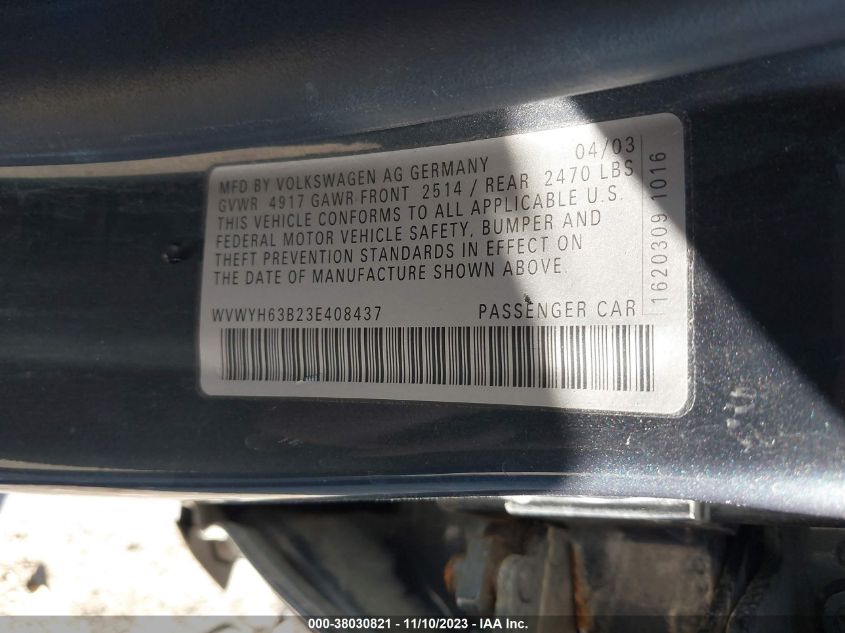 04/03
MFD BY VOLKSWAGEN AG GERMANY
GVWR 4917 GAWR FRONT 2514 / REAR 2470 LBS
THIS VEHICLE CONFORMS TO ALL APPLICABLE U.S.
FEDERAL MOTOR VEHICLE SAFETY, BUMPER AND
THEFT PREVENTION STANDARDS IN EFFECT ON
THE DATE OF MANUFACTURE SHOWN ABOVE.
WVWYH63B23E408437 PASSENGER CAR
1620309 1016
000-38030821 - 11/10/2023 - IAA Inc.